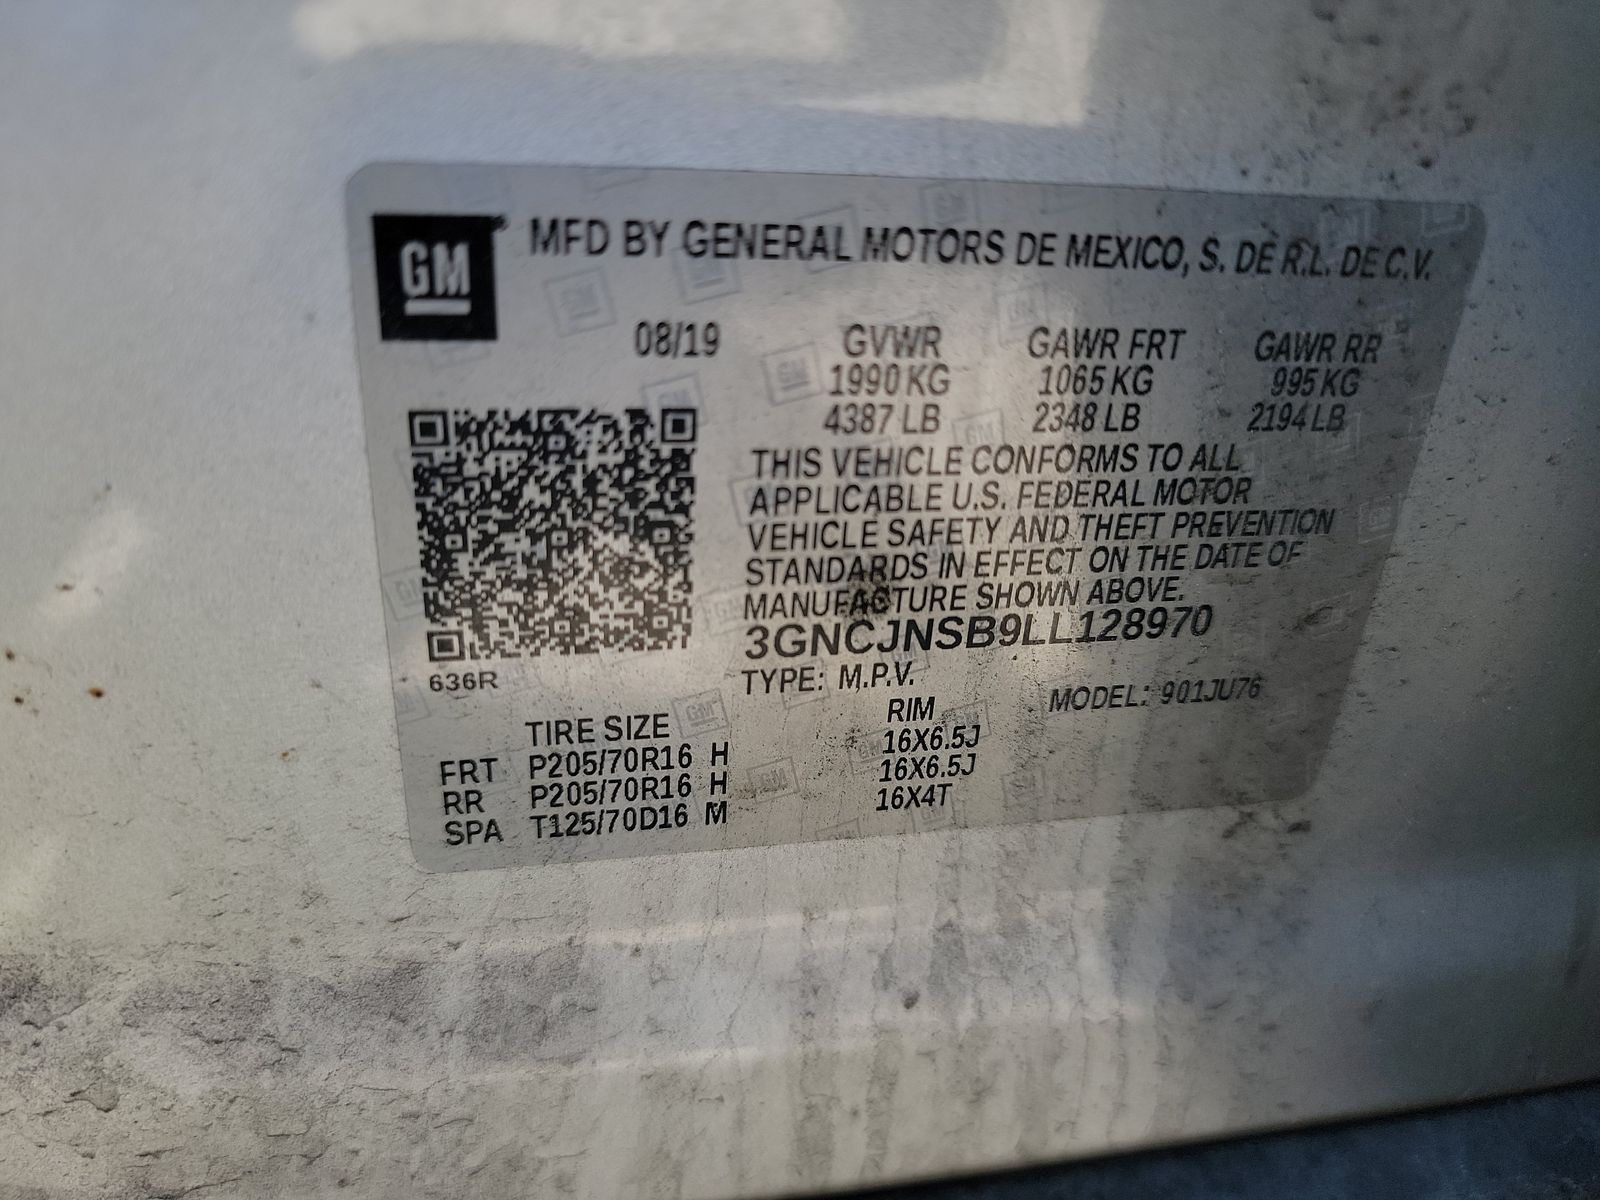 GM MFD BY GENERAL MOTORS DE MEXICO, S. DE R.L. DE C.V.
08/19 GVWR GAWR FRT GAWR RR
1990 KG 1065 KG 995 KG
4387 LB 2348 LB 2194 LB
THIS VEHICLE CONFORMS TO ALL
APPLICABLE U.S. FEDERAL MOTOR
VEHICLE SAFETY AND THEFT PREVENTION
STANDARDS IN EFFECT ON THE DATE OF
MANUFACTURE SHOWN ABOVE.
3GNCJNSB9LL128970
636R
TYPE: M.P.V. MODEL: 901JU76
TIRE SIZE RIM
FRT P205/70R16 H 16X6.5J
RR P205/70R16 H 16X6.5J
SPA T125/70D16 M 16X4T